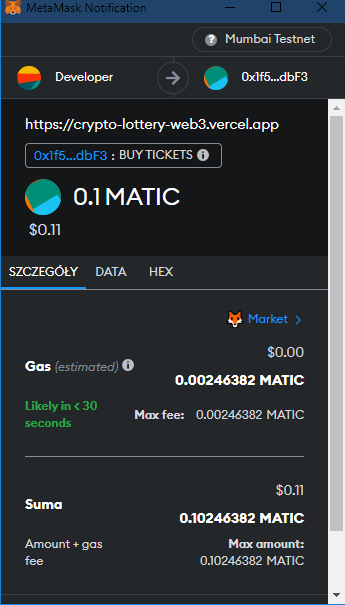 MetaMask Notification
Mumbai Testnet
Developer
0x1f5...dbF3
https://crypto-lottery-web3.vercel.app
0x1f5...dbF3 : BUY TICKETS
0.1 MATIC
$0.11
SZCZEGÓŁY DATA HEX
Market >
$0.00
Gas (estimated)
0.00246382 MATIC
Likely in < 30
seconds
Max fee: 0.00246382 MATIC
$0.11
Suma
0.10246382 MATIC
Amount + gas
fee
Max amount:
0.10246382 MATIC